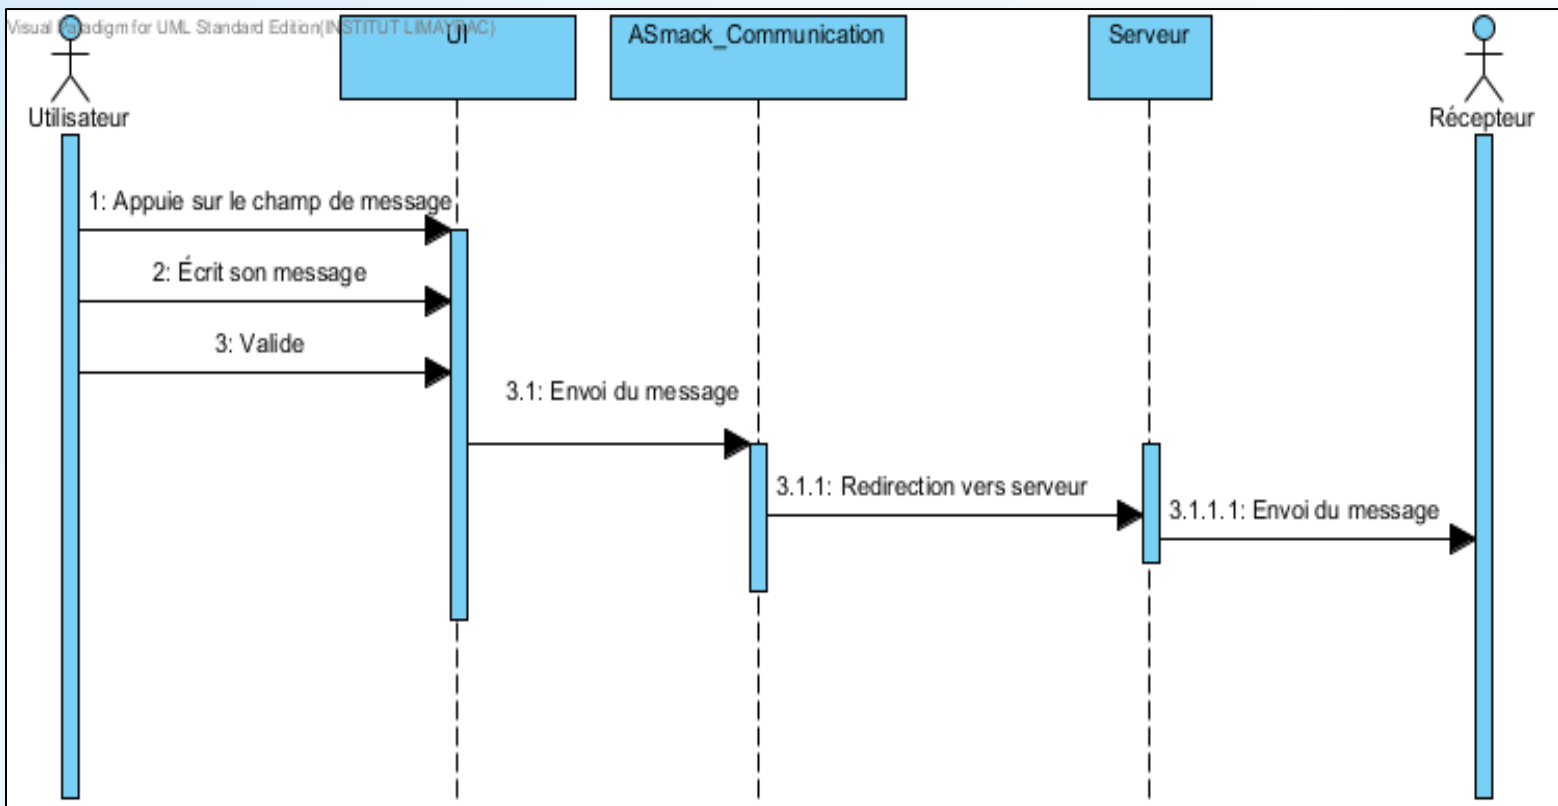 Visual Paradigm for UML Standard Edition(INSTITUT LIMAYRAC)
UI
ASmack_Communication
Serveur
Utilisateur
Récepteur
1: Appuie sur le champ de message
2: Écrit son message
3: Valide
3.1: Envoi du message
3.1.1: Redirection vers serveur
3.1.1.1: Envoi du message